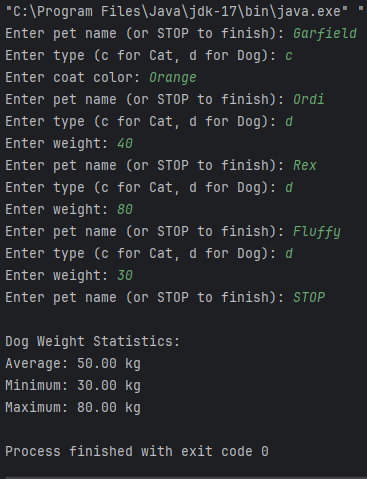 "C:\Program Files\Java\jdk-17\bin\java.exe" "
Enter pet name (or STOP to finish): Garfield
Enter type (c for Cat, d for Dog): c
Enter coat color: Orange
Enter pet name (or STOP to finish): Ordi
Enter type (c for Cat, d for Dog): d
Enter weight: 40
Enter pet name (or STOP to finish): Rex
Enter type (c for Cat, d for Dog): d
Enter weight: 80
Enter pet name (or STOP to finish): Fluffy
Enter type (c for Cat, d for Dog): d
Enter weight: 30
Enter pet name (or STOP to finish): STOP
Dog Weight Statistics:
Average: 50.00 kg
Minimum: 30.00 kg
Maximum: 80.00 kg
Process finished with exit code 0